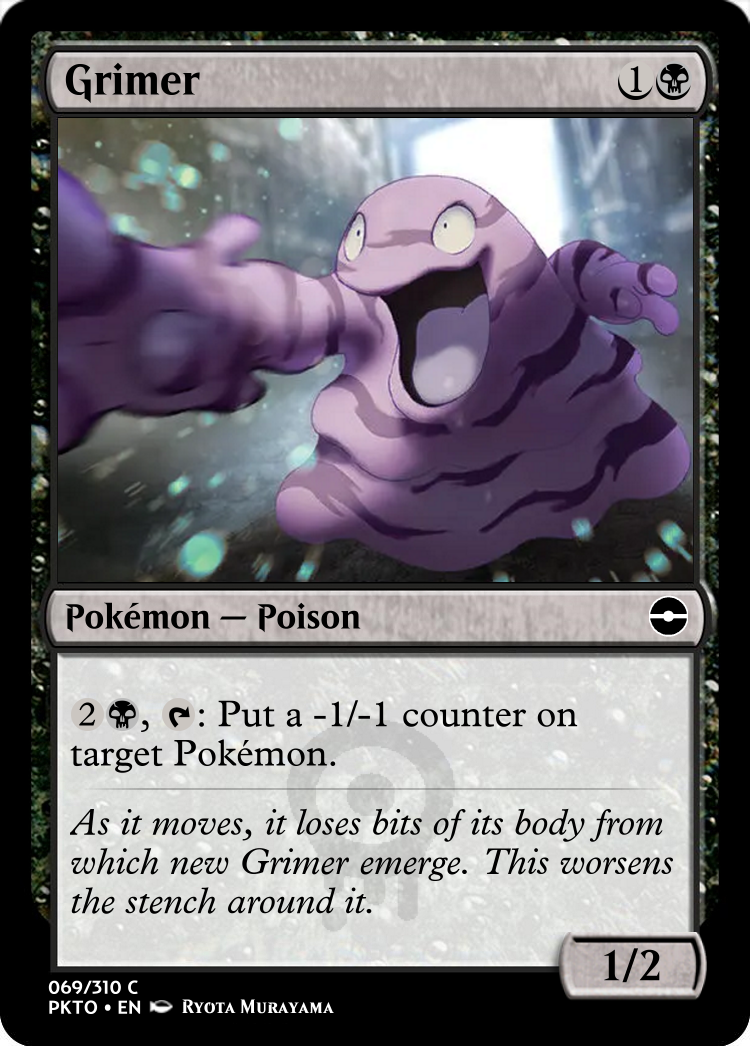 Grimer 1
Pokémon — Poison
2 , : Put a -1/-1 counter on
target Pokémon.
As it moves, it loses bits of its body from
which new Grimer emerge. This worsens
the stench around it.
1/2
069/310 C
PKTO • EN Ryota Murayama